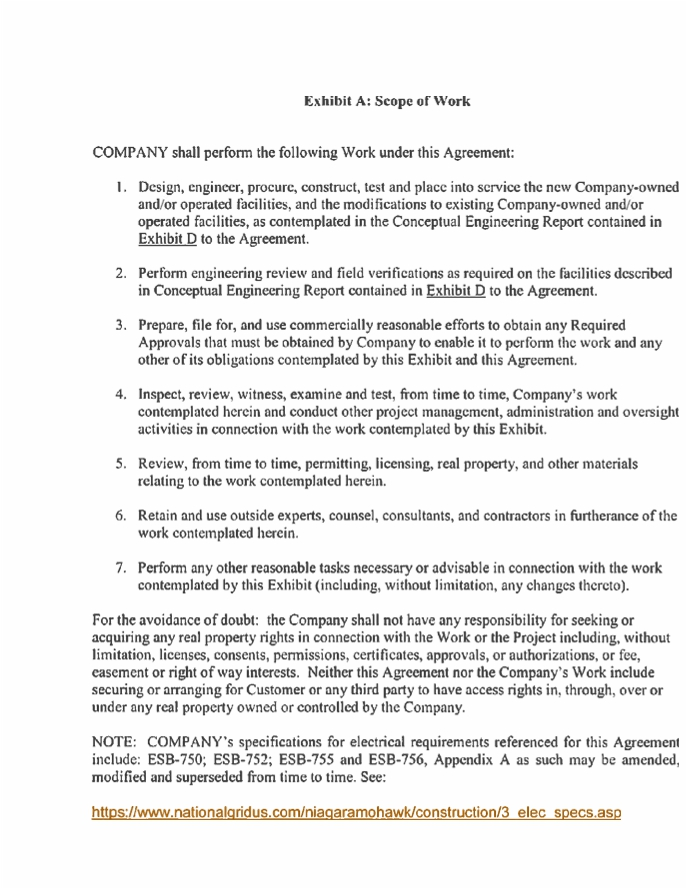 Exhibit A: Scope of Work
COMPANY shall perform the following Work under this Agreement:
1. Design, engineer, procure, construct, test and place into service the new Company-owned
and/or operated facilities, and the modifications to existing Company-owned and/or
operated facilities, as contemplated in the Conceptual Engineering Report contained in
Exhibit D to the Agreement.
2. Perform engineering review and field verifications as required on the facilities described
in Conceptual Engineering Report contained in Exhibit D to the Agreement.
3. Prepare, file for, and use commercially reasonable efforts to obtain any Required
Approvals that must be obtained by Company to enable it to perform the work and any
other of its obligations contemplated by this Exhibit and this Agreement.
4. Inspect, review, witness, examine and test, from time to time, Company's work
contemplated herein and conduct other project management, administration and oversight
activities in connection with the work contemplated by this Exhibit.
5. Review, from time to time, permitting, licensing, real property, and other materials
relating to the work contemplated herein.
6. Retain and use outside experts, counsel, consultants, and contractors in furtherance of the
work contemplated herein.
7. Perform any other reasonable tasks necessary or advisable in connection with the work
contemplated by this Exhibit (including, without limitation, any changes thereto).
For the avoidance of doubt: the Company shall not have any responsibility for seeking or
acquiring any real property rights in connection with the Work or the Project including, without
limitation, licenses, consents, permissions, certificates, approvals, or authorizations, or fee,
easement or right of way interests. Neither this Agreement nor the Company's Work include
securing or arranging for Customer or any third party to have access rights in, through, over or
under any real property owned or controlled by the Company.
NOTE: COMPANY's specifications for electrical requirements referenced for this Agreement
include: ESB-750; ESB-752; ESB-755 and ESB-756, Appendix A as such may be amended,
modified and superseded from time to time. See:
https://www.nationalgridus.com/niagaramohawk/construction/3_elec_specs.asp